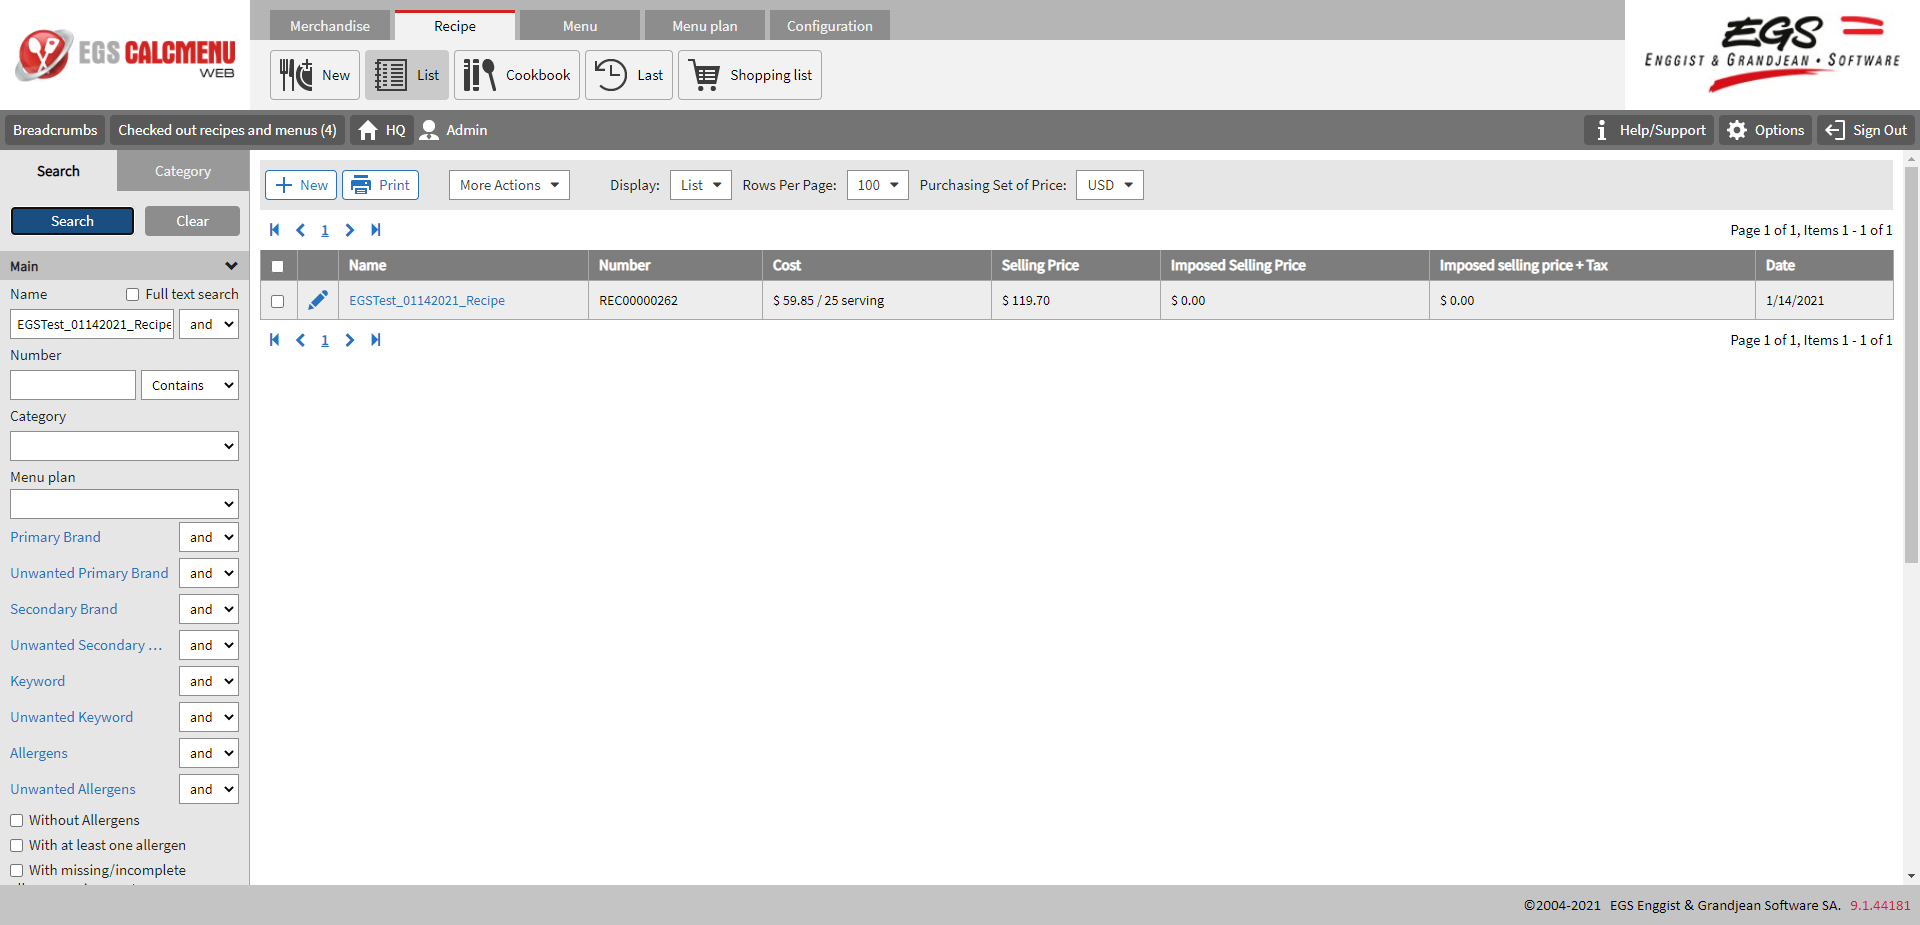 EGS CALCMENU
WEB
Merchandise Recipe Menu Menu plan Configuration
New List Cookbook Last Shopping list
EGS
ENGGIST & GRANDJEAN • SOFTWARE
Breadcrumbs Checked out recipes and menus (4) HQ Admin Help/Support Options Sign Out
Search Category
Search Clear
New Print More Actions Display: List Rows Per Page: 100 Purchasing Set of Price: USD
1 Page 1 of 1, Items 1 - 1 of 1
Name Number Cost Selling Price Imposed Selling Price Imposed selling price + Tax Date
EGSTest_01142021_Recipe REC00000262 $ 59.85 / 25 serving $ 119.70 $ 0.00 $ 0.00 1/14/2021
1 Page 1 of 1, Items 1 - 1 of 1
Main
Name Full text search
EGSTest_01142021_Recipe and
Number
Contains
Category
Menu plan
Primary Brand and
Unwanted Primary Brand and
Secondary Brand and
Unwanted Secondary ... and
Keyword and
Unwanted Keyword and
Allergens and
Unwanted Allergens and
Without Allergens
With at least one allergen
With missing/incomplete
©2004-2021 EGS Enggist & Grandjean Software SA. 9.1.44181